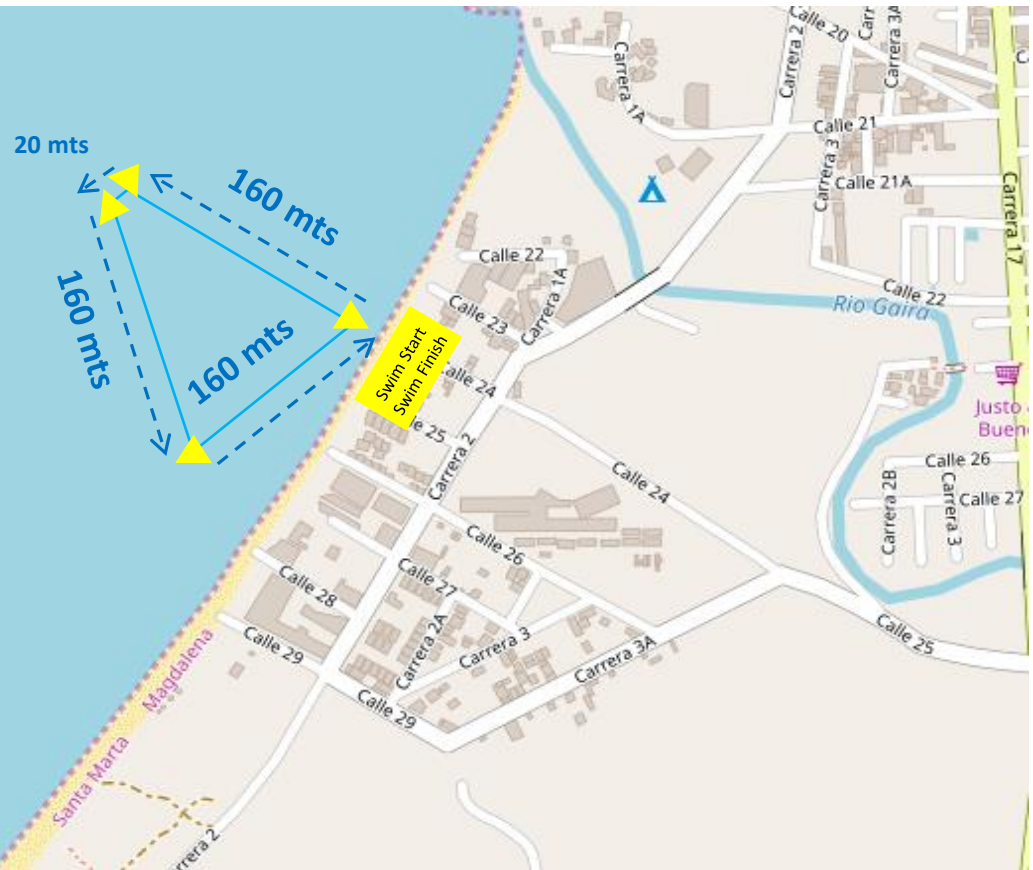 Calle 20
Carrera 2
Carr
Carrera 3A
Carrera 1A
Calle 21
20 mts
160 mts
Carrera 3
Calle 21A
Carrera 17
Calle 22
Calle 22
160 mts
Carrera 1A
Calle 23
Rio Gaira
160 mts
Swim Start
Swim Finish
alle 24
Justo
Buen
le 25
Carrera 2
Calle 24
Calle 26
Carrera 2B
Carrera 3
Calle 27
Calle 26
Calle 27
Calle 28
Carrera 2A
Calle 29
Carrera 3
Carrera 3A
Calle 25
Calle 29
Magdalena
Santa Marta
rrera 2